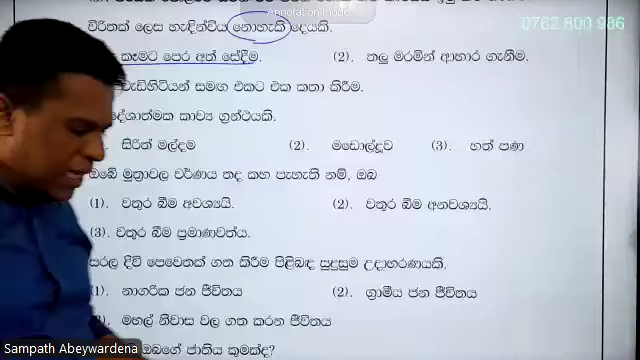 Annotation mode
0762 800 986
විරිතක් ලෙස හැඳින්විය නොහැකි දෙයකි.
කෑමට පෙර අත් සේදීම. (2). තලු මරමින් ආහාර ගැනීම.
වැඩිහිටියන් සමඟ එකට එක කතා කිරීම.
දේශාත්මක කාව්‍ය ග්‍රන්ථයකි.
සිරිත් මල්දම (2). මඩොල්දූව (3). හත් පණ
ඔබේ මුත්‍රාවල වර්ණය තද කහ පැහැති නම්, ඔබ
(1). වතුර බීම අවශ්‍යයි. (2). වතුර බීම අනවශ්‍යයි.
(3). වතුර බීම ප්‍රමාණවත්ය.
සරල දිවි පෙවෙතක් ගත කිරීම පිළිබඳ සුදුසුම උදාහරණයකි.
(1). නාගරික ජන ජීවිතය (2). ග්‍රාමීය ජන ජීවිතය
මහල් නිවාස වල ගත කරන ජීවිතය
Sampath Abeywardena
ඔබගේ ජාතිය කුමක්ද?